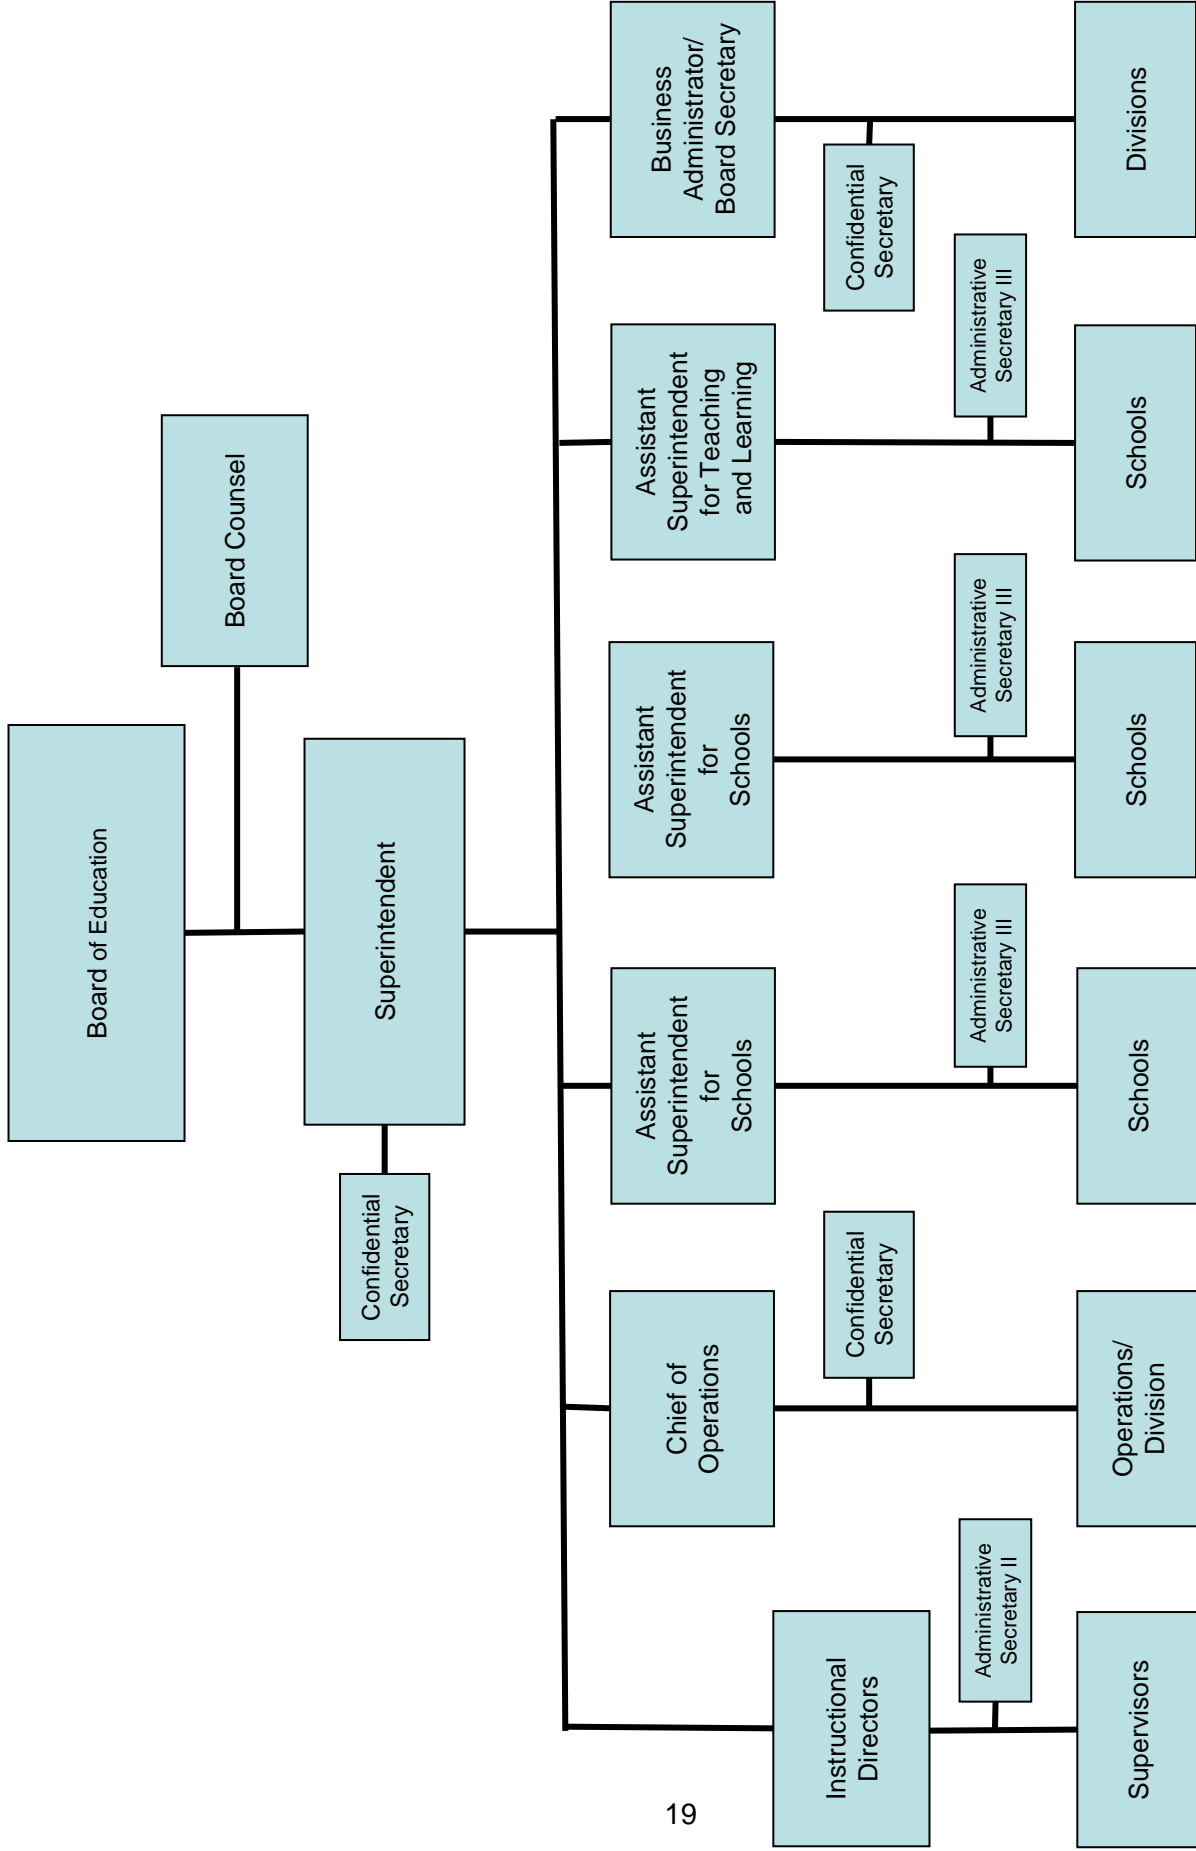 Board of Education
Board Counsel
Superintendent
Confidential
Secretary
Instructional
Directors
Chief of
Operations
Assistant
Superintendent
for
Schools
Assistant
Superintendent
for
Schools
Assistant
Superintendent
for Teaching
and Learning
Business
Administrator/
Board Secretary
Confidential
Secretary
Confidential
Secretary
Administrative
Secretary II
Administrative
Secretary III
Administrative
Secretary III
Administrative
Secretary III
Supervisors
Operations/
Division
Schools
Schools
Schools
Divisions
19